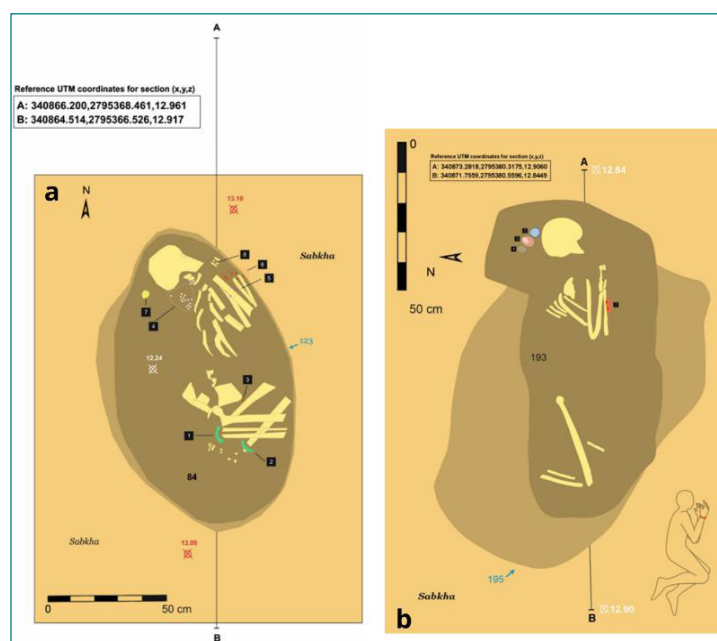 A
Reference UTM coordinates for section (x,y,z)
A: 340866.200,2795368.461,12.961
B: 340864.514,2795366.526,12.917
a
N
13.10
Sabkha
8
6
5
7
4
123
12.24
3
1
2
84
Sabkha
13.09
0
50 cm
B
0
Reference UTM coordinates for section (x,y,z)
A: 340873.2818,2795380.3175,12.9060
B: 340871.7559,2795380.5596,12.8449
A
12.84
N
50 cm
193
195
Sabkha
b
B
12.90